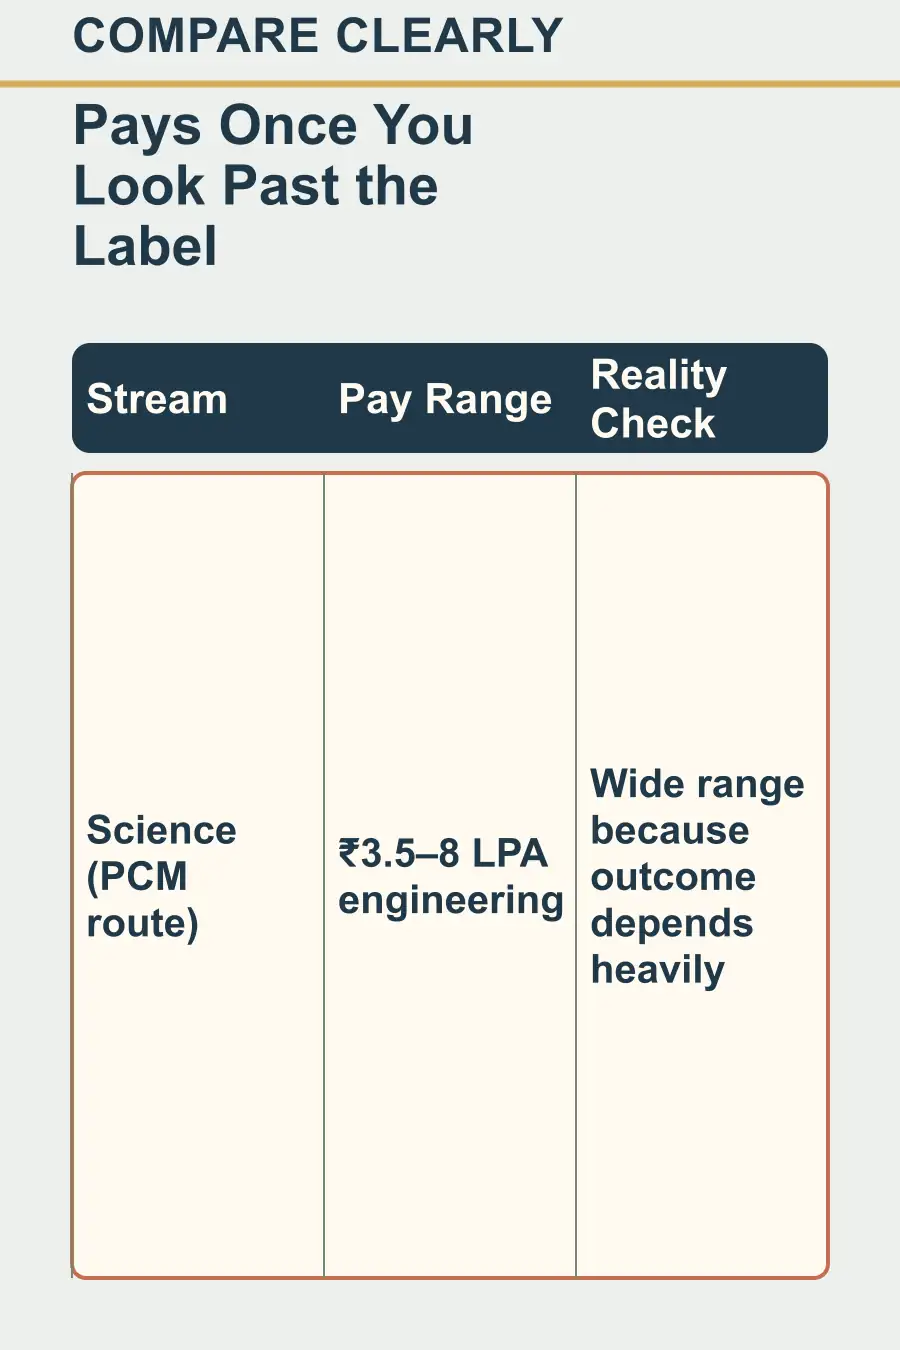 COMPARE CLEARLY
Pays Once You
Look Past the
Label
Stream
Pay Range
Reality
Check
Science
(PCM
route)
₹3.5–8 LPA
engineering
Wide range
because
outcome
depends
heavily